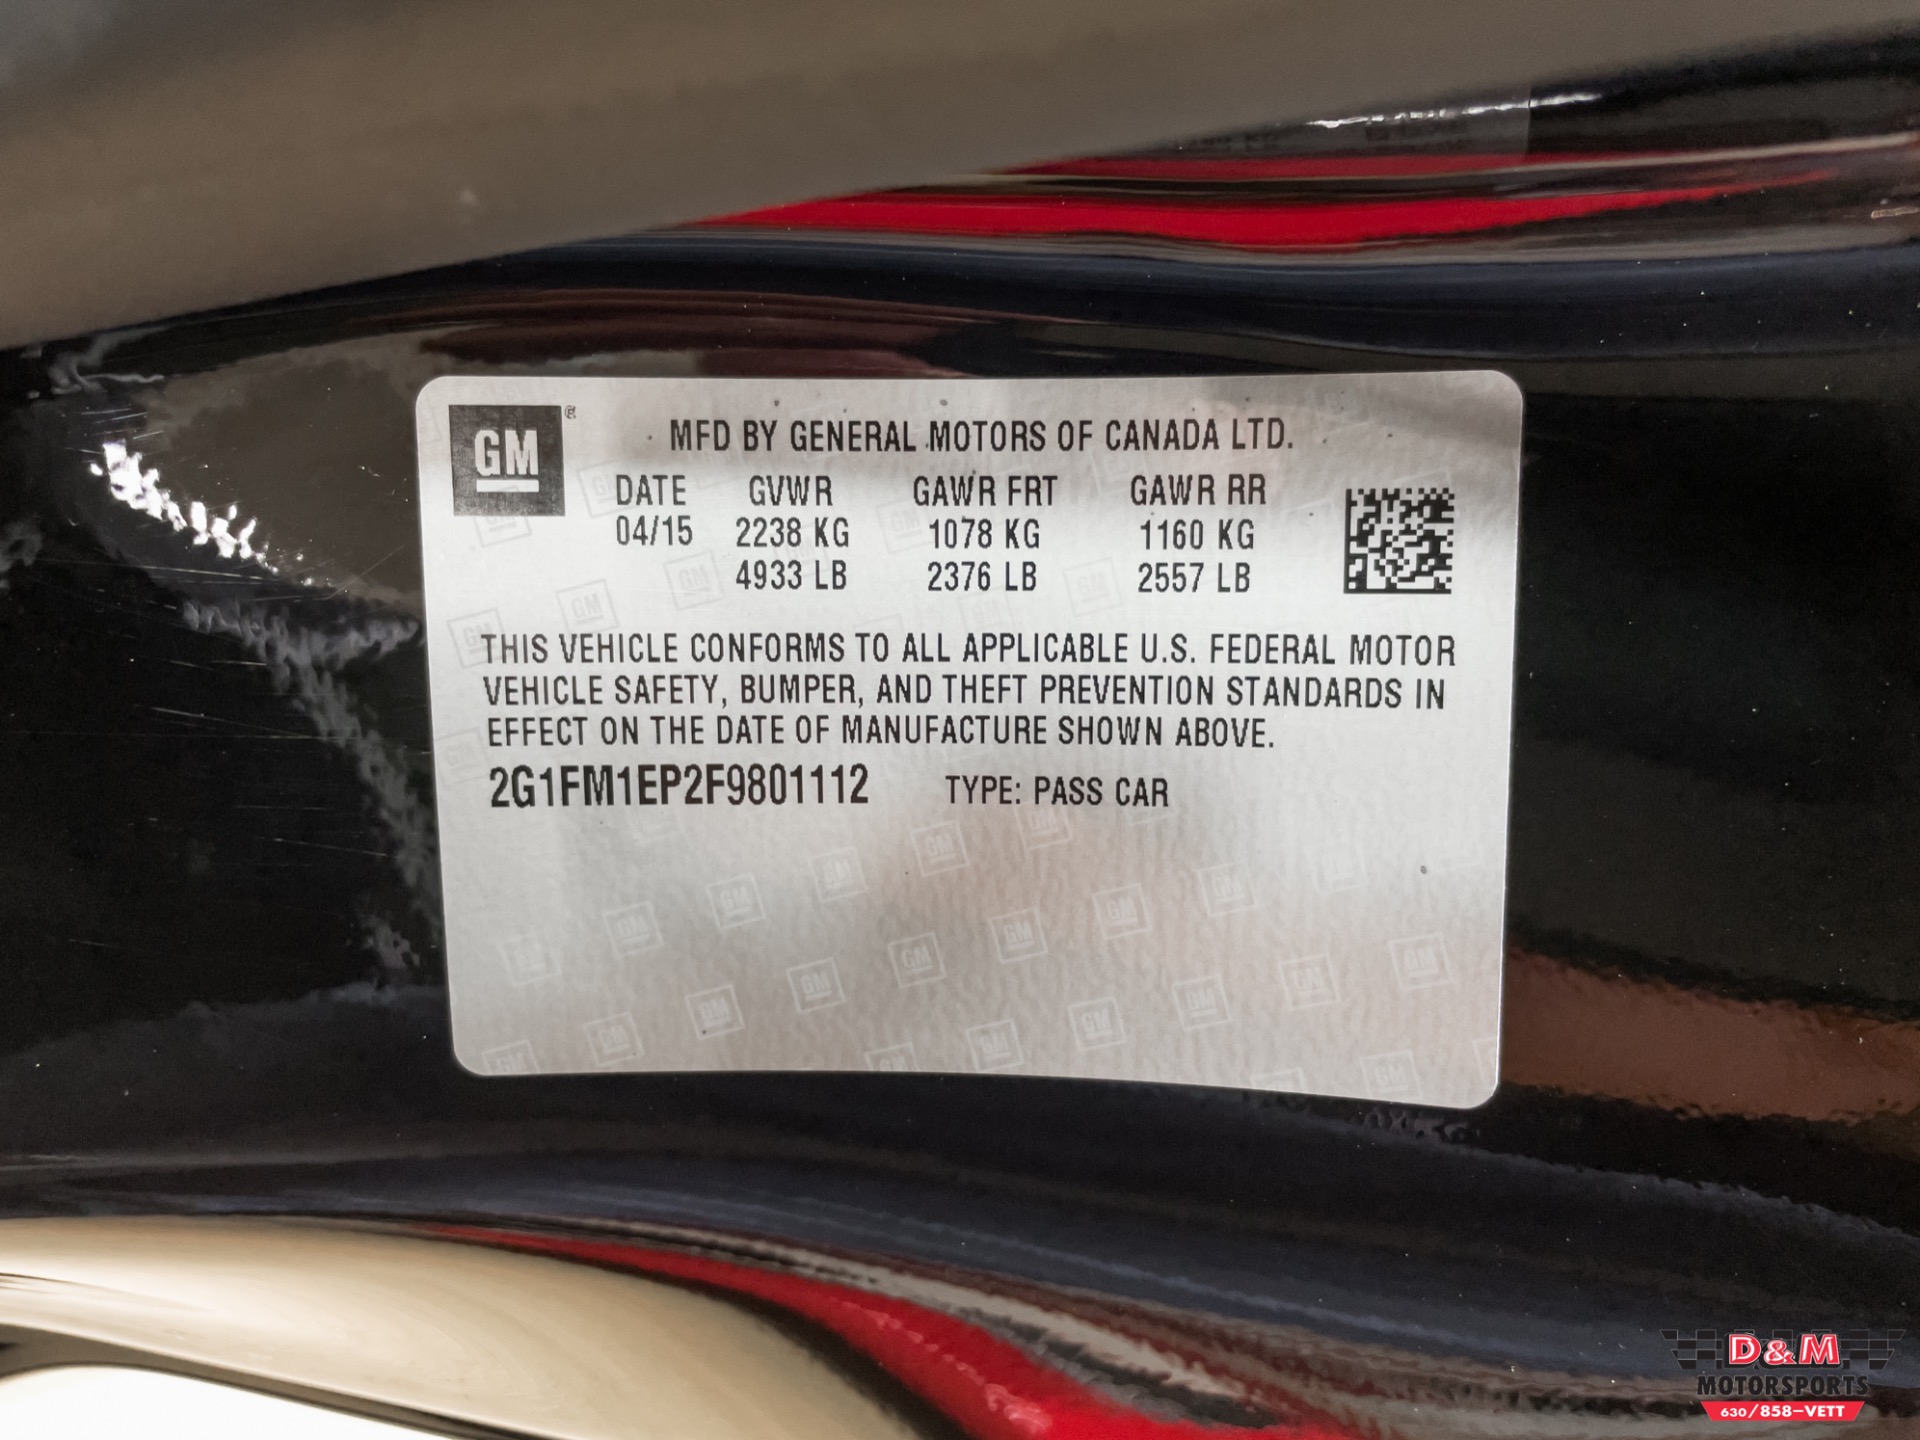 GM
MFD BY GENERAL MOTORS OF CANADA LTD.
DATE GVWR GAWR FRT GAWR RR
04/15 2238 KG 1078 KG 1160 KG
4933 LB 2376 LB 2557 LB
THIS VEHICLE CONFORMS TO ALL APPLICABLE U.S. FEDERAL MOTOR
VEHICLE SAFETY, BUMPER, AND THEFT PREVENTION STANDARDS IN
EFFECT ON THE DATE OF MANUFACTURE SHOWN ABOVE.
2G1FM1EP2F9801112 TYPE: PASS CAR
D&M
MOTORSPORTS
630/858-VETT